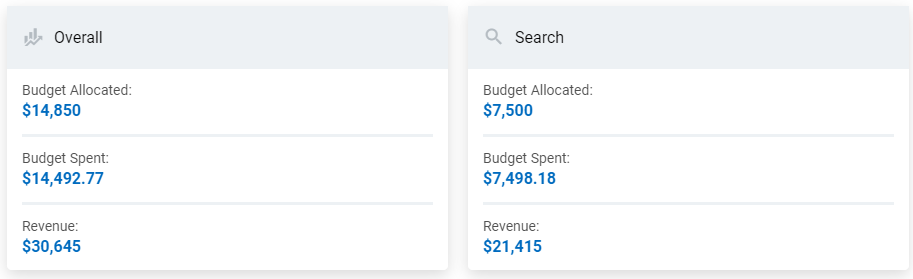 Overall
Budget Allocated:
$14,850
Budget Spent:
$14,492.77
Revenue:
$30,645
Search
Budget Allocated:
$7,500
Budget Spent:
$7,498.18
Revenue:
$21,415